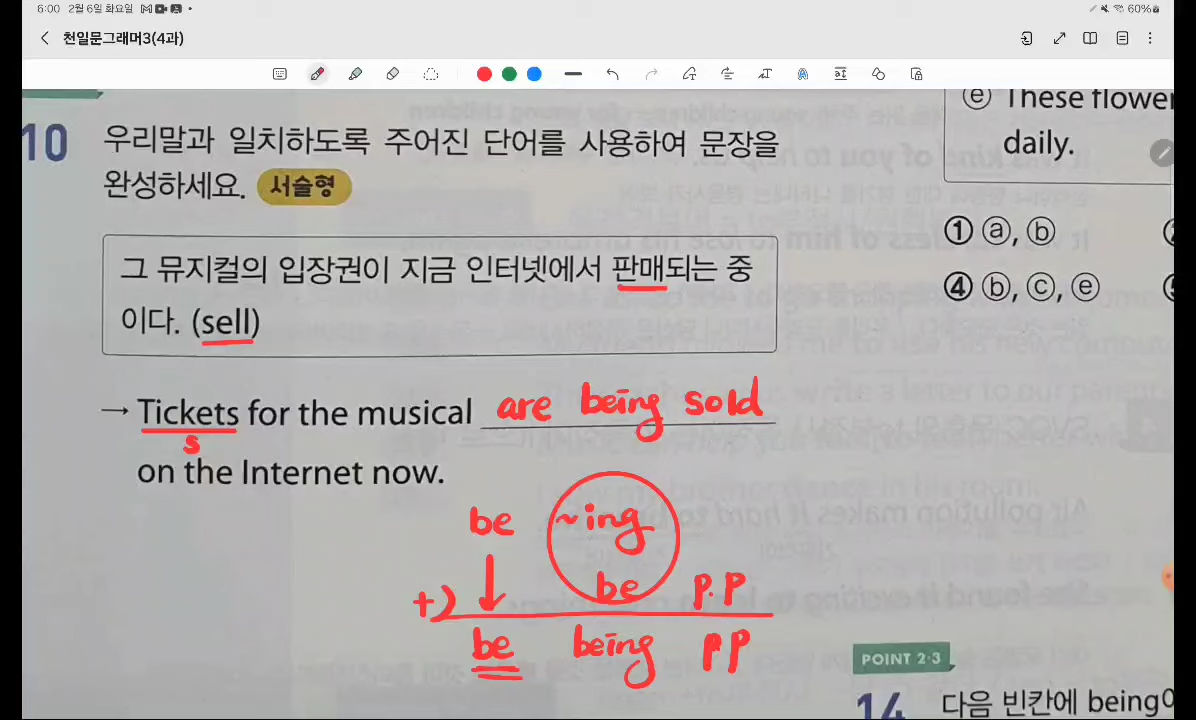 6:00 2월 6일 화요일
60%
천일문그래머3(4과)
10 우리말과 일치하도록 주어진 단어를 사용하여 문장을
완성하세요. 서술형
그 뮤지컬의 입장권이 지금 인터넷에서 판매되는 중
이다. (sell)
→ Tickets for the musical are being sold
s
on the Internet now.
be ~ing
+) be p.p
be being pp
ⓔ These flower
daily.
① ⓐ, ⓑ
④ ⓑ, ⓒ, ⓔ
POINT 2·3
14 다음 빈칸에 being